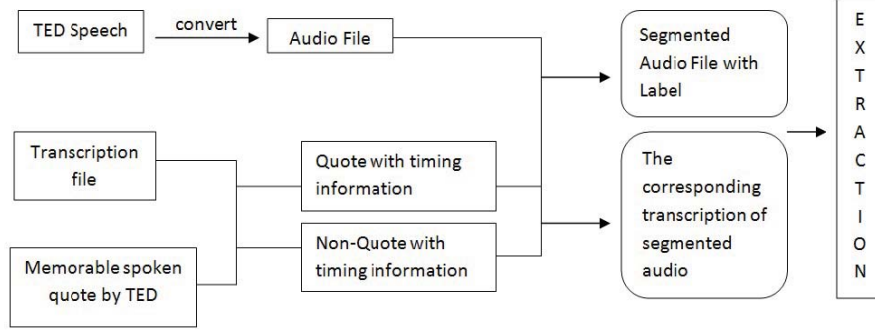 TED Speech
convert
Audio File
Segmented
Audio File with
Label
Transcription
file
Quote with timing
information
The
corresponding
transcription of
segmented
audio
Memorable spoken
quote by TED
Non-Quote with
timing information
E
X
T
R
A
C
T
I
O
N